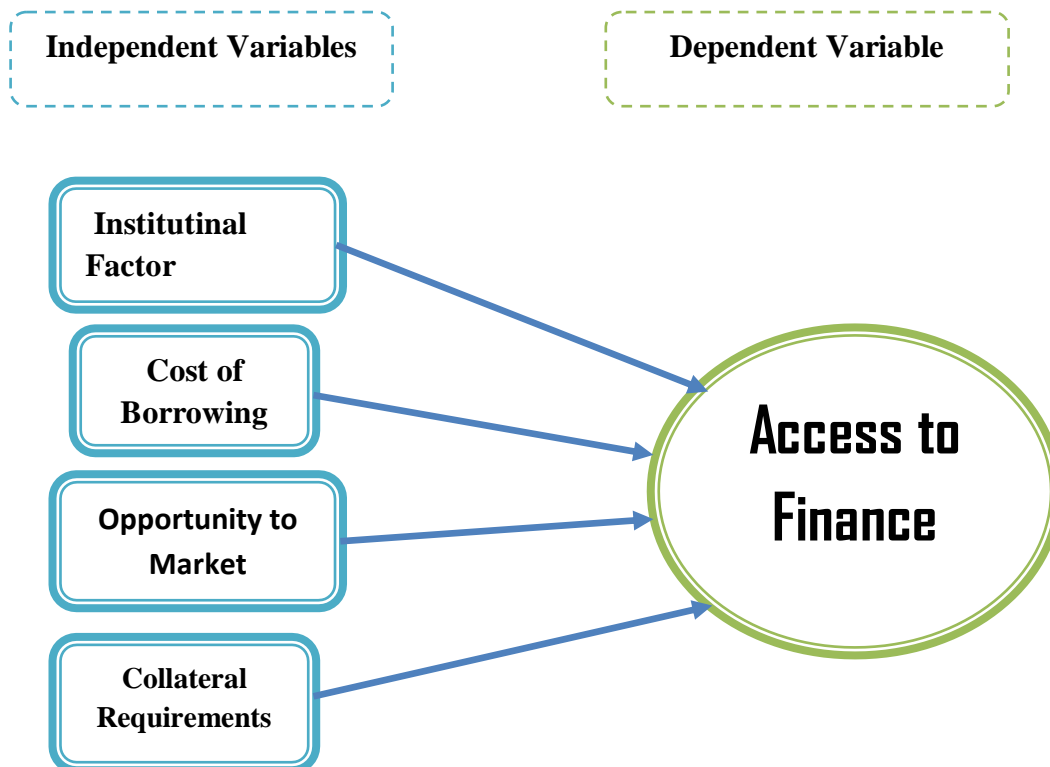 Independent Variables
Dependent Variable
Institutinal
Factor
Cost of
Borrowing
Opportunity to
Market
Collateral
Requirements
Access to
Finance